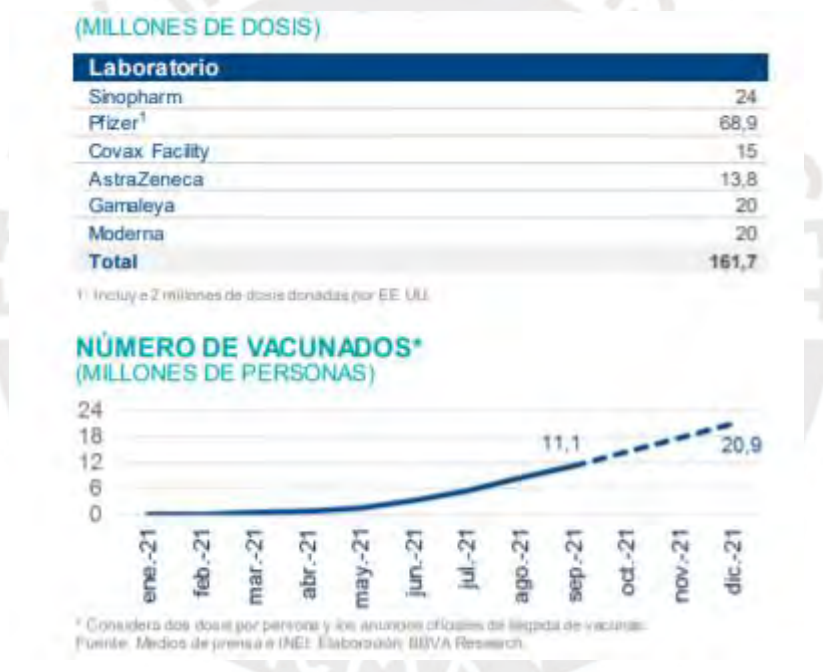 (MILLONES DE DOSIS)
Laboratorio
Sinopharm 24
Pfizer¹ 68,9
Covax Facility 15
AstraZeneca 13,8
Gamaleya 20
Moderna 20
Total 161,7
1: Incluye 2 millones de dosis donadas por EE. UU.
NÚMERO DE VACUNADOS*
(MILLONES DE PERSONAS)
24
18
12
6
0
11,1
20,9
ene.-21 feb.-21 mar.-21 abr.-21 may.-21 jun.-21 jul.-21 ago.-21 sep.-21 oct.-21 nov.-21 dic.-21
* Considera dos dosis por persona y los anuncios oficiales de llegada de vacunas.
Fuente: Medios de prensa e INEI. Elaboración: BBVA Research.